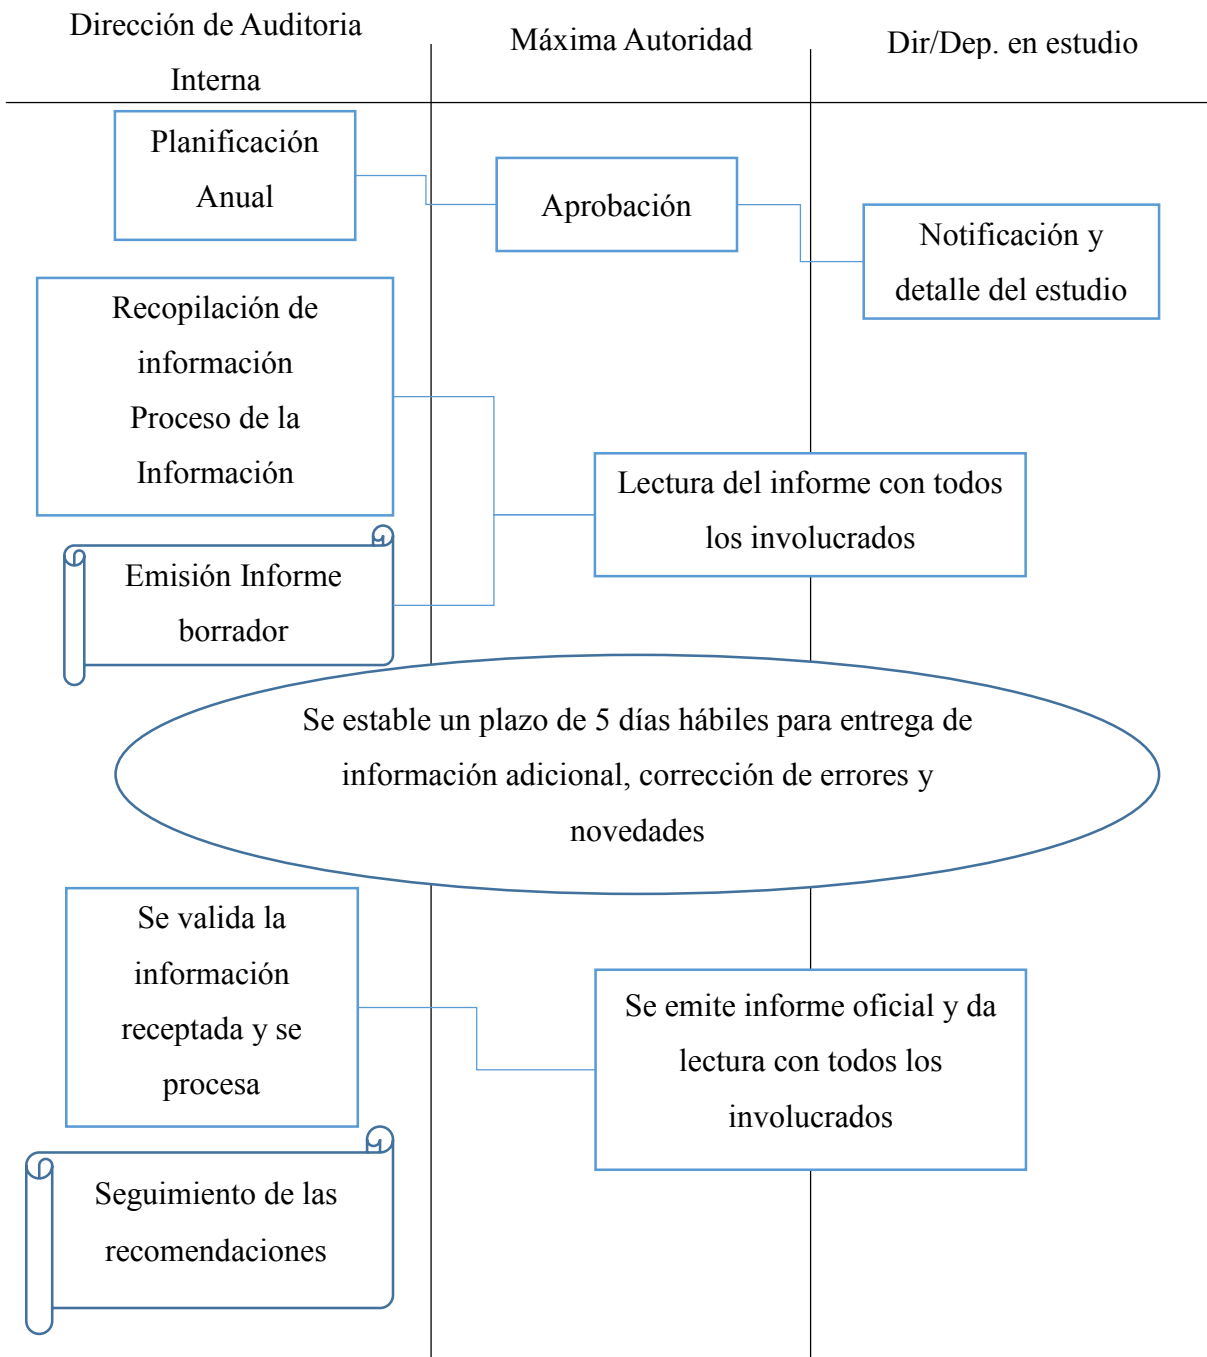 Dirección de Auditoria
Interna
Máxima Autoridad
Dir/Dep. en estudio
Planificación
Anual
Aprobación
Notificación y
detalle del estudio
Recopilación de
información
Proceso de la
Información
Lectura del informe con todos
los involucrados
Emisión Informe
borrador
Se estable un plazo de 5 días hábiles para entrega de
información adicional, corrección de errores y
novedades
Se valida la
información
receptada y se
procesa
Se emite informe oficial y da
lectura con todos los
involucrados
Seguimiento de las
recomendaciones